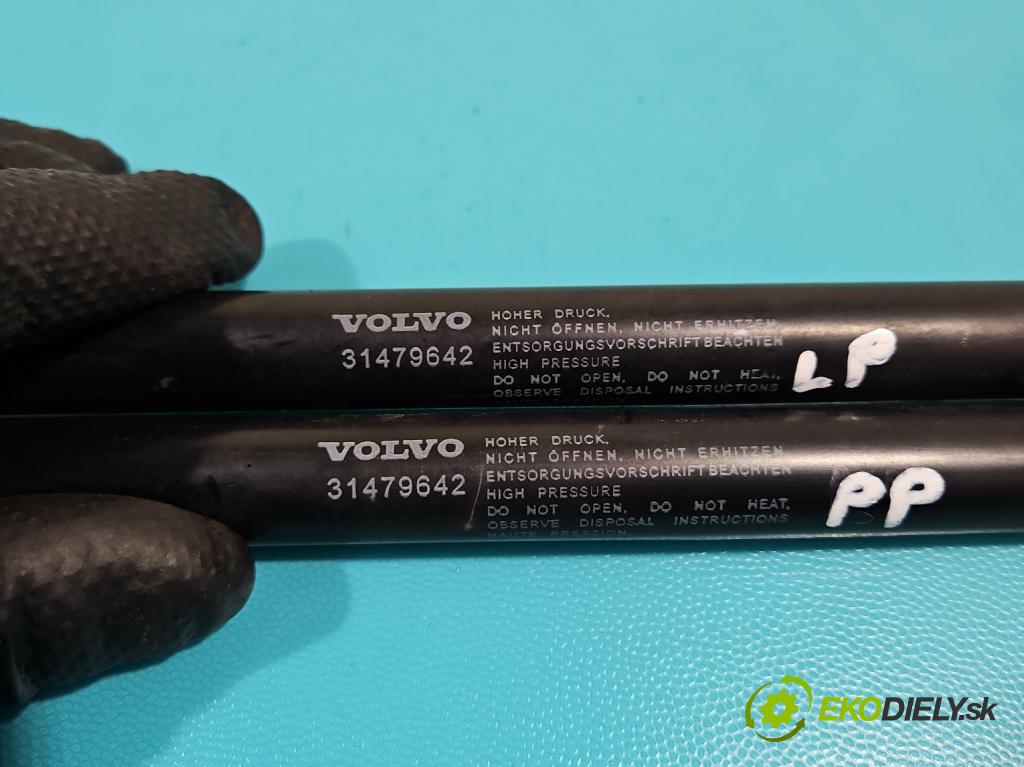 VOLVO
31479642
HOHER DRUCK,
NICHT ÖFFNEN, NICHT ERHITZEN
ENTSORGUNGSVORSCHRIFT BEACHTEN
HIGH PRESSURE
DO NOT OPEN, DO NOT HEAT,
OBSERVE DISPOSAL INSTRUCTIONS
LP
VOLVO
31479642
HOHER DRUCK,
NICHT ÖFFNEN, NICHT ERHITZEN
ENTSORGUNGSVORSCHRIFT BEACHTEN
HIGH PRESSURE
DO NOT OPEN, DO NOT HEAT,
OBSERVE DISPOSAL INSTRUCTIONS
HAUTE PRESSION
PP
EKODIELY.sk